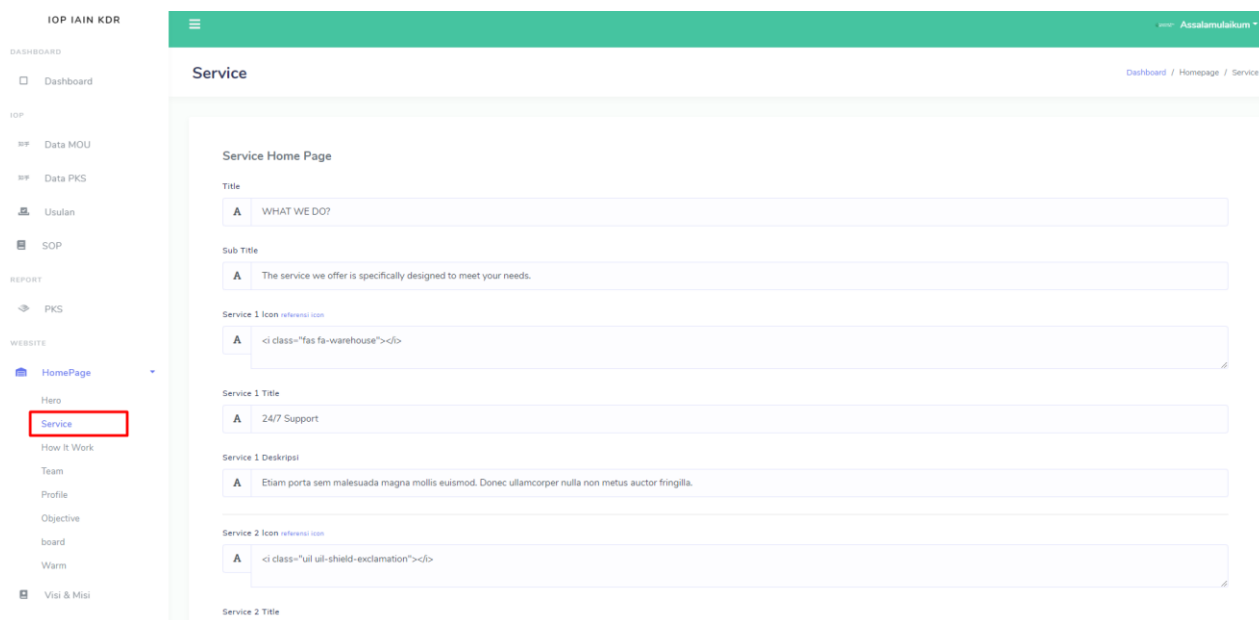 IOP IAIN KDR
DASHBOARD
Dashboard
IOP
Data MOU
Data PKS
Usulan
SOP
REPORT
PKS
WEBSITE
HomePage
Hero
Service
How It Work
Team
Profile
Objective
board
Warm
Visi & Misi
Assalamulaikum
Service
Dashboard / Homepage / Service
Service Home Page
Title
A WHAT WE DO?
Sub Title
A The service we offer is specifically designed to meet your needs.
Service 1 Icon referensi icon
A <i class="fas fa-warehouse"></i>
Service 1 Title
A 24/7 Support
Service 1 Deskripsi
A Etiam porta sem malesuada magna mollis euismod. Donec ullamcorper nulla non metus auctor fringilla.
Service 2 Icon referensi icon
A <i class="uil uil-shield-exclamation"></i>
Service 2 Title